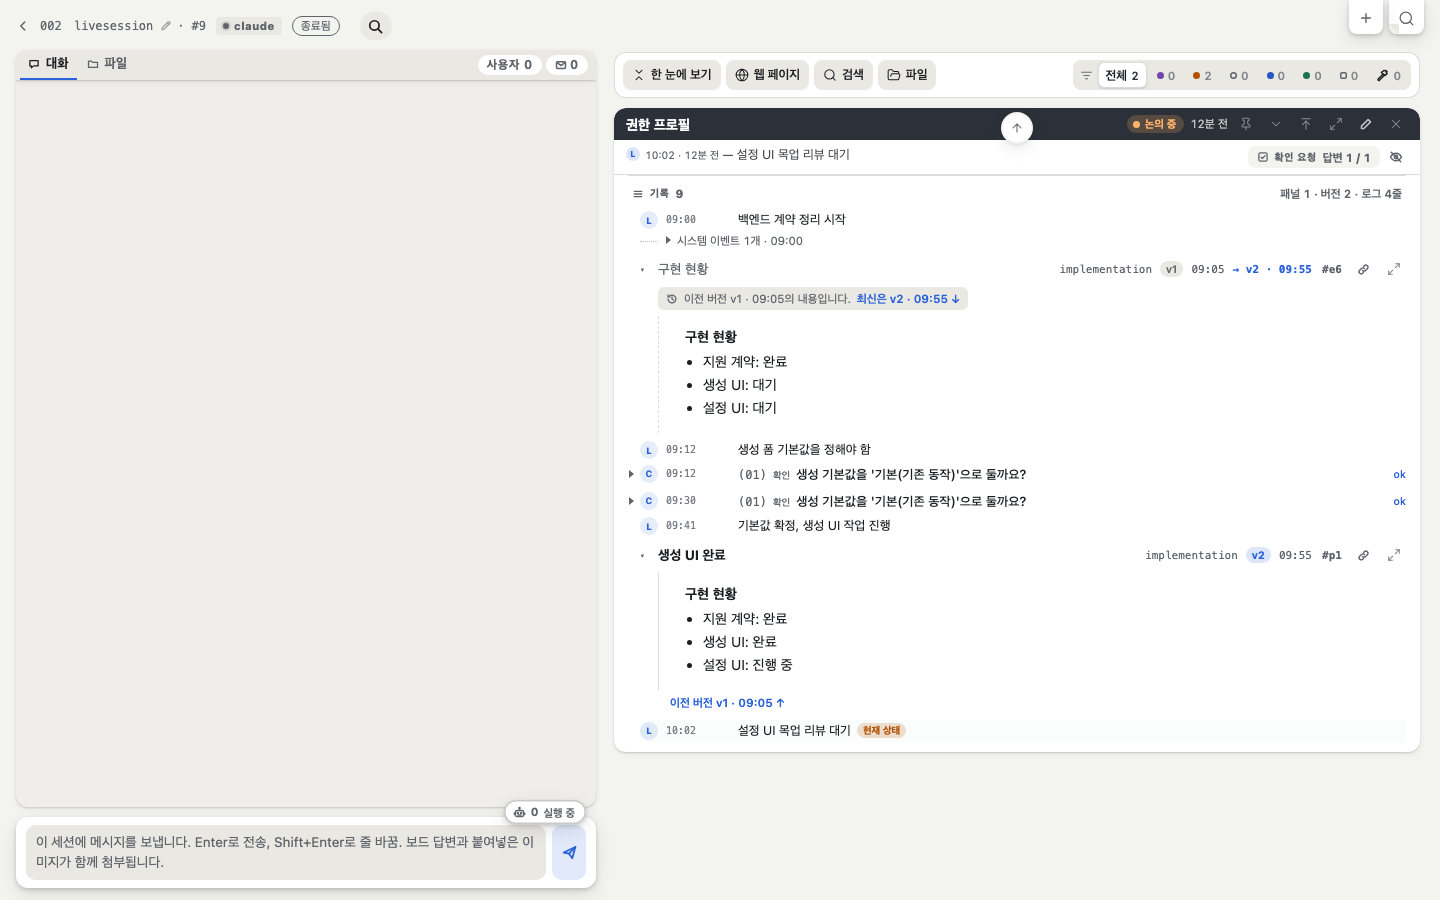 002 livesession · #9 claude 종료됨
대화 파일 사용자 0 0
이 세션에 메시지를 보냅니다. Enter로 전송, Shift+Enter로 줄 바꿈. 보드 답변과 붙여넣은 이
미지가 함께 첨부됩니다.
0 실행 중
한 눈에 보기 웹 페이지 검색 파일 전체 2 0 2 0 0 0 0 0
권한 프로필 논의 중 12분 전
L 10:02 · 12분 전 — 설정 UI 목업 리뷰 대기 확인 요청 답변 1 / 1
기록 9 패널 1 · 버전 2 · 로그 4줄
L 09:00 백엔드 계약 정리 시작
시스템 이벤트 1개 · 09:00
구현 현황 implementation v1 09:05 → v2 · 09:55 #e6
이전 버전 v1 · 09:05의 내용입니다. 최신은 v2 · 09:55 ↓
구현 현황
• 지원 계약: 완료
• 생성 UI: 대기
• 설정 UI: 대기
L 09:12 생성 폼 기본값을 정해야 함
C 09:12 (01) 확인 생성 기본값을 '기본(기존 동작)'으로 둘까요? ok
C 09:30 (01) 확인 생성 기본값을 '기본(기존 동작)'으로 둘까요? ok
L 09:41 기본값 확정, 생성 UI 작업 진행
생성 UI 완료 implementation v2 09:55 #p1
구현 현황
• 지원 계약: 완료
• 생성 UI: 완료
• 설정 UI: 진행 중
이전 버전 v1 · 09:05 ↑
L 10:02 설정 UI 목업 리뷰 대기 현재 상태